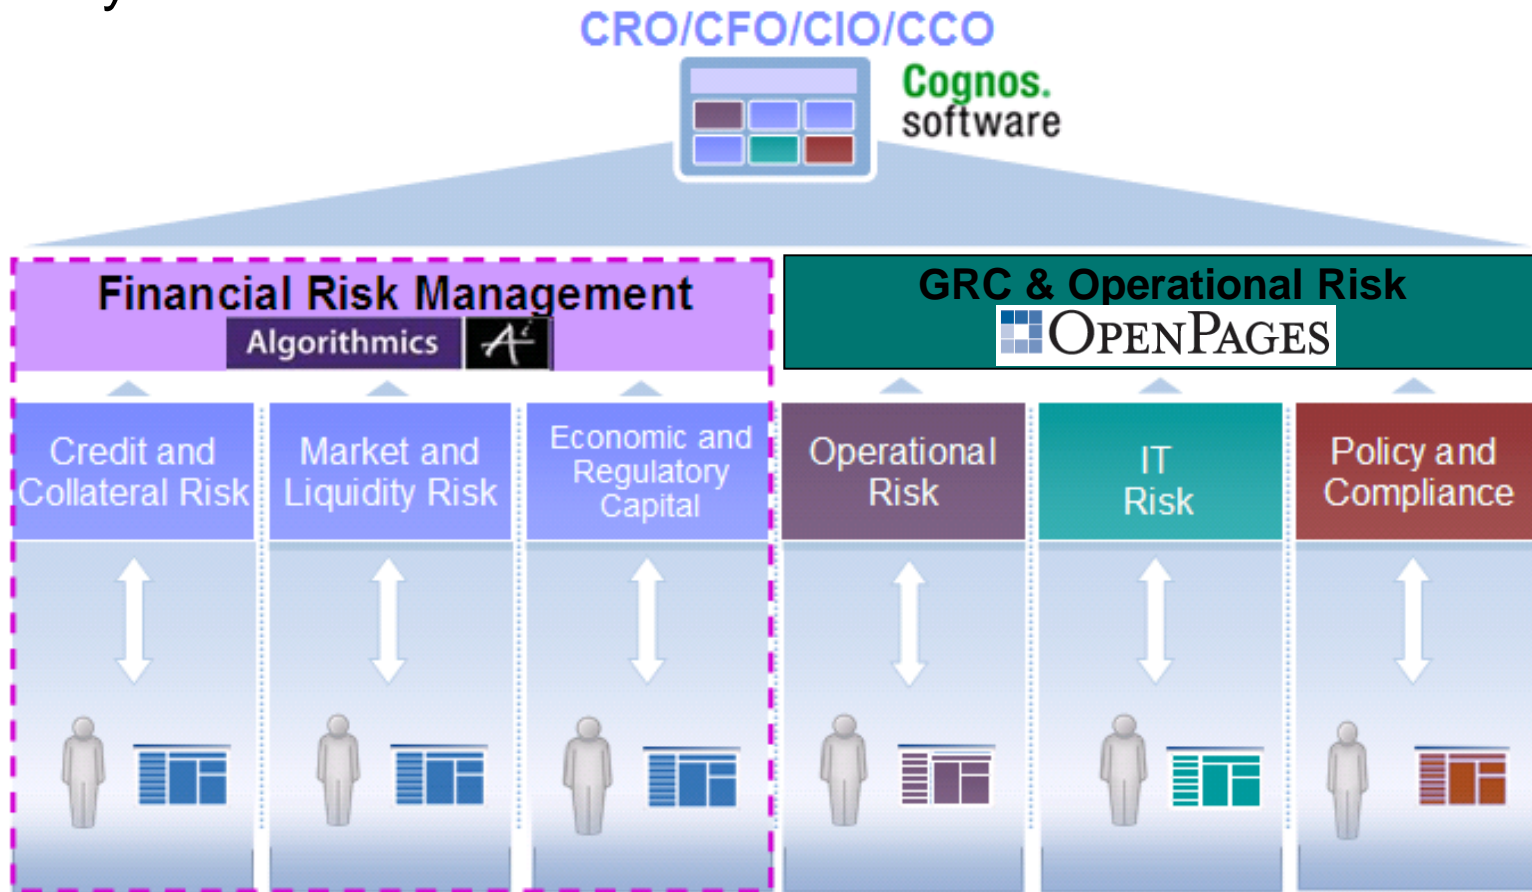 CRO/CFO/CIO/CCO
Cognos.
software
Financial Risk Management
Algorithmics
GRC & Operational Risk
OPENPAGES
Credit and
Collateral Risk
Market and
Liquidity Risk
Economic and
Regulatory
Capital
Operational
Risk
IT
Risk
Policy and
Compliance